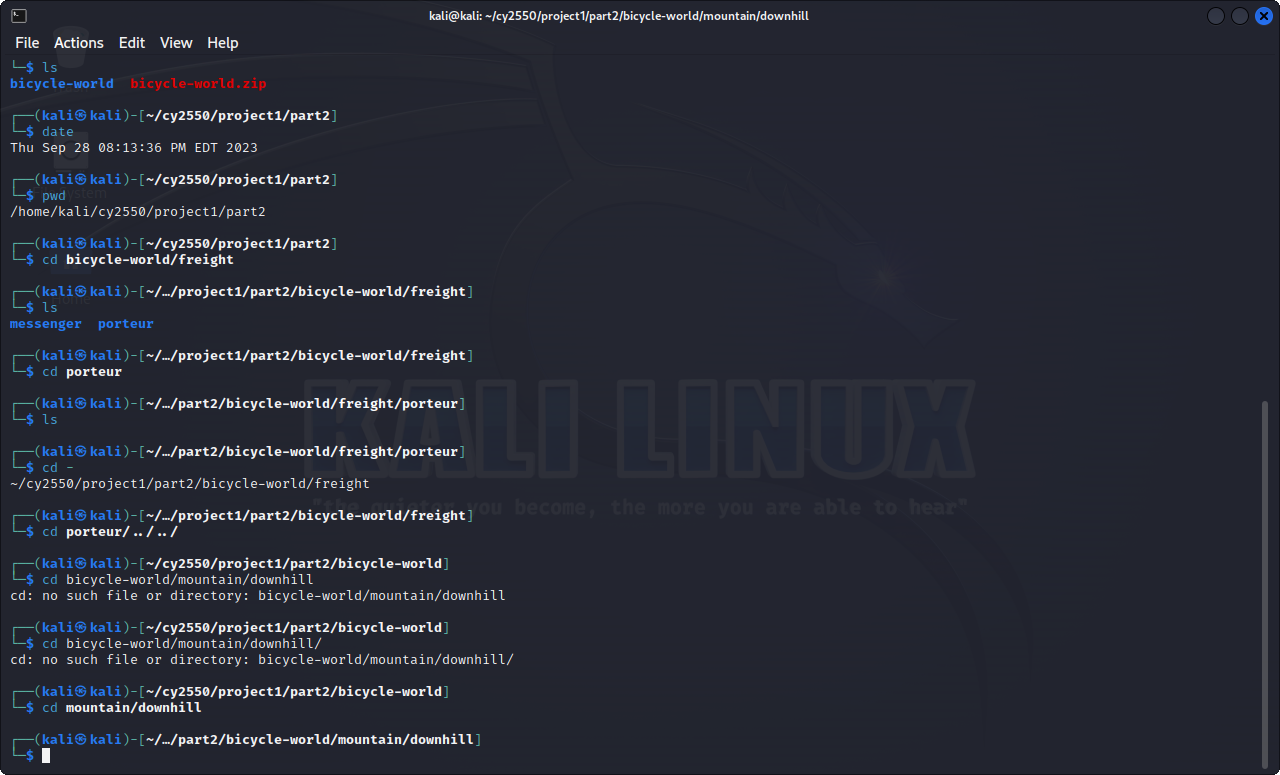 kali@kali: ~/cy2550/project1/part2/bicycle-world/mountain/downhill
File Actions Edit View Help
└─$ ls
bicycle-world  bicycle-world.zip
┌──(kali㉿kali)-[~/cy2550/project1/part2]
└─$ date
Thu Sep 28 08:13:36 PM EDT 2023
┌──(kali㉿kali)-[~/cy2550/project1/part2]
└─$ pwd
/home/kali/cy2550/project1/part2
┌──(kali㉿kali)-[~/cy2550/project1/part2]
└─$ cd bicycle-world/freight
┌──(kali㉿kali)-[~/…/project1/part2/bicycle-world/freight]
└─$ ls
messenger  porteur
┌──(kali㉿kali)-[~/…/project1/part2/bicycle-world/freight]
└─$ cd porteur
┌──(kali㉿kali)-[~/…/part2/bicycle-world/freight/porteur]
└─$ ls
┌──(kali㉿kali)-[~/…/part2/bicycle-world/freight/porteur]
└─$ cd -
~/cy2550/project1/part2/bicycle-world/freight
┌──(kali㉿kali)-[~/…/project1/part2/bicycle-world/freight]
└─$ cd porteur/../../
┌──(kali㉿kali)-[~/cy2550/project1/part2/bicycle-world]
└─$ cd bicycle-world/mountain/downhill
cd: no such file or directory: bicycle-world/mountain/downhill
┌──(kali㉿kali)-[~/cy2550/project1/part2/bicycle-world]
└─$ cd bicycle-world/mountain/downhill/
cd: no such file or directory: bicycle-world/mountain/downhill/
┌──(kali㉿kali)-[~/cy2550/project1/part2/bicycle-world]
└─$ cd mountain/downhill
┌──(kali㉿kali)-[~/…/part2/bicycle-world/mountain/downhill]
└─$
KALI LINUX
"the quieter you become, the more you are able to hear"